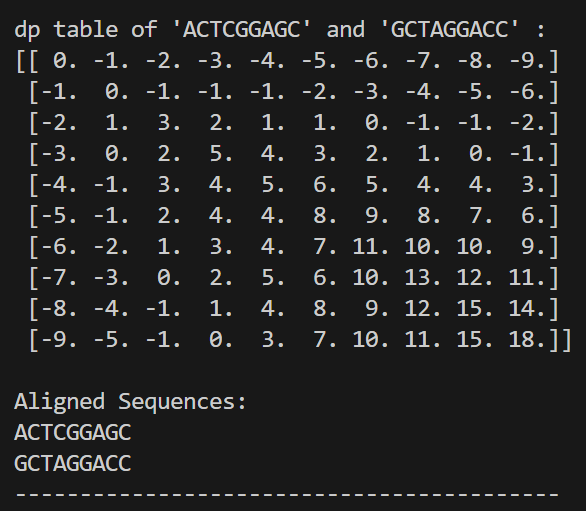 dp table of 'ACTCGGAGC' and 'GCTAGGACC' :
[[ 0. -1. -2. -3. -4. -5. -6. -7. -8. -9.]
 [-1.  0. -1. -1. -1. -2. -3. -4. -5. -6.]
 [-2.  1.  3.  2.  1.  1.  0. -1. -1. -2.]
 [-3.  0.  2.  5.  4.  3.  2.  1.  0. -1.]
 [-4. -1.  3.  4.  5.  6.  5.  4.  4.  3.]
 [-5. -1.  2.  4.  4.  8.  9.  8.  7.  6.]
 [-6. -2.  1.  3.  4.  7. 11. 10. 10.  9.]
 [-7. -3.  0.  2.  5.  6. 10. 13. 12. 11.]
 [-8. -4. -1.  1.  4.  8.  9. 12. 15. 14.]
 [-9. -5. -1.  0.  3.  7. 10. 11. 15. 18.]]
Aligned Sequences:
ACTCGGAGC
GCTAGGACC
------------------------------------------